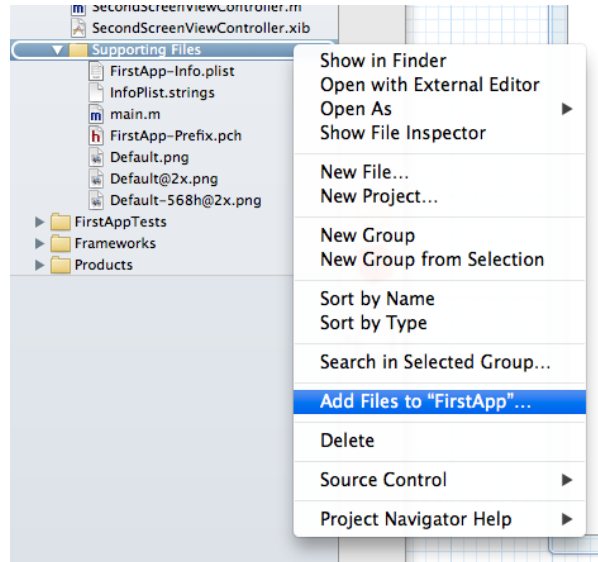 SecondScreenViewController.m
SecondScreenViewController.xib
Supporting Files
FirstApp-Info.plist
InfoPlist.strings
main.m
FirstApp-Prefix.pch
Default.png
Default@2x.png
Default-568h@2x.png
FirstAppTests
Frameworks
Products
Show in Finder
Open with External Editor
Open As
Show File Inspector
New File...
New Project...
New Group
New Group from Selection
Sort by Name
Sort by Type
Search in Selected Group...
Add Files to “FirstApp”...
Delete
Source Control
Project Navigator Help